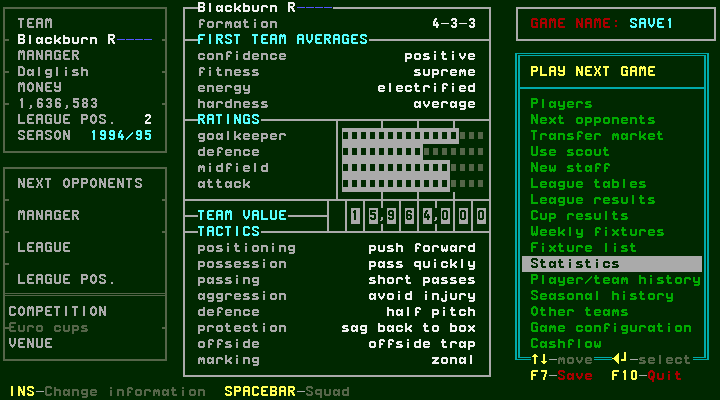 TEAM
Blackburn R
MANAGER
Dalglish
MONEY
1,636,583
LEAGUE POS. 2
SEASON 1994/95
NEXT OPPONENTS
MANAGER
LEAGUE
LEAGUE POS.
COMPETITION
Euro cups
VENUE
Blackburn R
formation 4-3-3
FIRST TEAM AVERAGES
confidence positive
fitness supreme
energy electrified
hardness average
RATINGS
goalkeeper
defence
midfield
attack
TEAM VALUE 15,964,000
TACTICS
positioning push forward
possession pass quickly
passing short passes
aggression avoid injury
defence half pitch
protection sag back to box
offside offside trap
marking zonal
GAME NAME: SAVE1
PLAY NEXT GAME
Players
Next opponents
Transfer market
Use scout
New staff
League tables
League results
Cup results
Weekly fixtures
Fixture list
Statistics
Player/team history
Seasonal history
Other teams
Game configuration
Cashflow
↑↓-move ↵-select
F7-Save F10-Quit
INS-Change information SPACEBAR-Squad